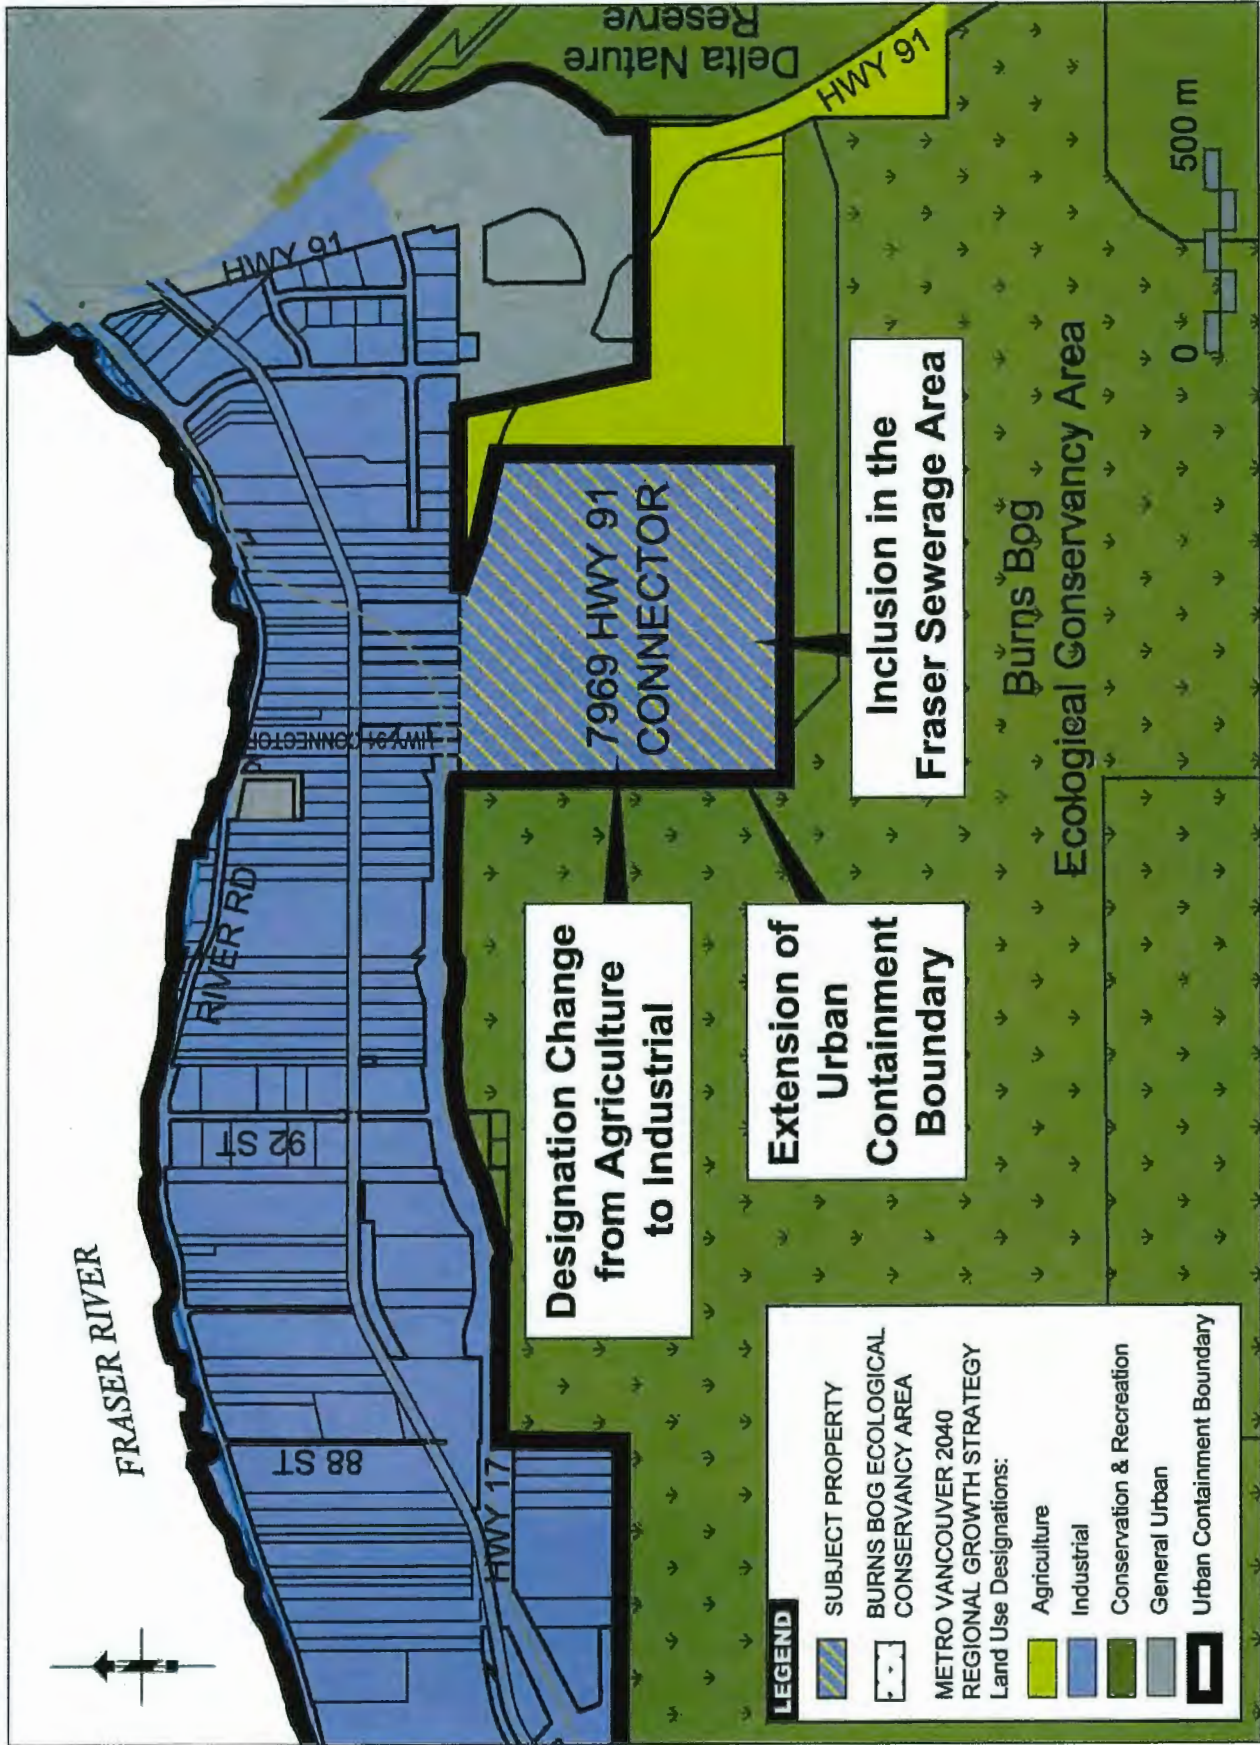 FRASER RIVER
88 ST
92 ST
RIVER RD
HWY 17
HWY 91 CONNECTOR
HWY 91
7969 HWY 91
CONNECTOR
Delta Nature
Reserve
HWY 91
Designation Change
from Agriculture
to Industrial
Extension of
Urban
Containment
Boundary
Inclusion in the
Fraser Sewerage Area
Burns Bog
Ecological Conservancy Area
0 500 m
LEGEND
SUBJECT PROPERTY
BURNS BOG ECOLOGICAL
CONSERVANCY AREA
METRO VANCOUVER 2040
REGIONAL GROWTH STRATEGY
Land Use Designations:
Agriculture
Industrial
Conservation & Recreation
General Urban
Urban Containment Boundary